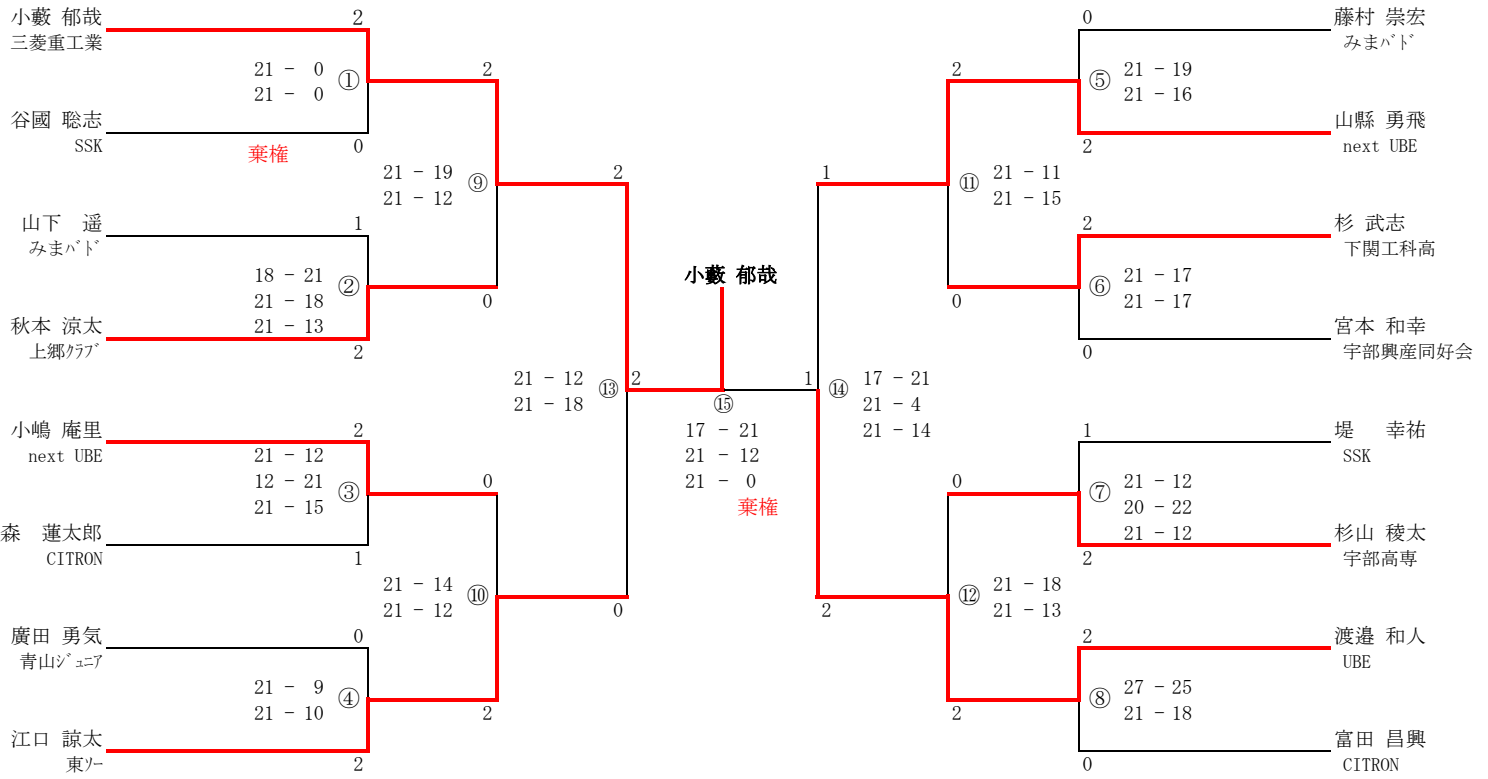 小藪 郁哉
三菱重工業
2
21 - 0
21 - 0
①
谷國 聡志
SSK
棄権
0
2
21 - 19
21 - 12
⑨
山下 遥
みまバド
1
18 - 21
21 - 18
21 - 13
②
秋本 涼太
上郷クラブ
2
0
2
21 - 12
21 - 18
⑬
2
小嶋 庵里
next UBE
2
21 - 12
12 - 21
21 - 15
③
森 蓮太郎
CITRON
1
0
21 - 14
21 - 12
⑩
0
廣田 勇気
青山ジュニア
0
21 - 9
21 - 10
④
江口 諒太
東ソー
2
2
小藪 郁哉
⑮
17 - 21
21 - 12
21 - 0
棄権
藤村 崇宏
みまバド
0
⑤
21 - 19
21 - 16
山縣 勇飛
next UBE
2
2
⑪
21 - 11
21 - 15
1
杉 武志
下関工科高
2
⑥
21 - 17
21 - 17
宮本 和幸
宇部興産同好会
0
0
1
⑭
17 - 21
21 - 4
21 - 14
堤 幸祐
SSK
1
⑦
21 - 12
20 - 22
21 - 12
杉山 稜太
宇部高専
2
0
⑫
21 - 18
21 - 13
2
渡邉 和人
UBE
2
⑧
27 - 25
21 - 18
富田 昌興
CITRON
0
2